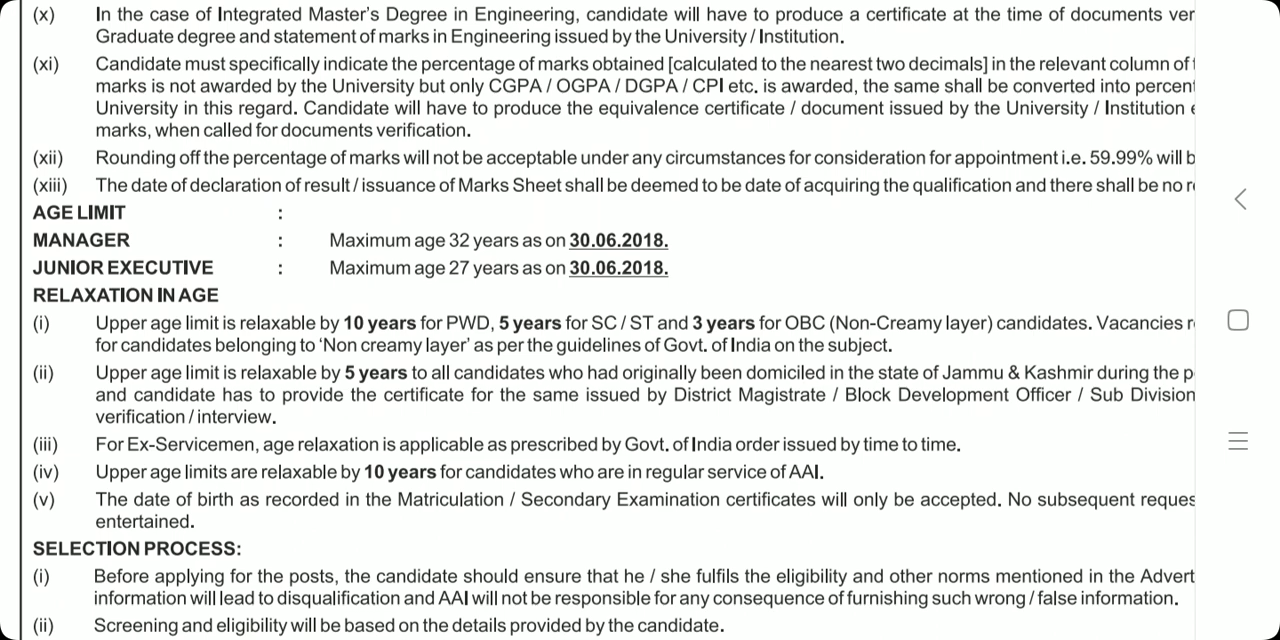 (x) In the case of Integrated Master's Degree in Engineering, candidate will have to produce a certificate at the time of documents ver
Graduate degree and statement of marks in Engineering issued by the University / Institution.
(xi) Candidate must specifically indicate the percentage of marks obtained [calculated to the nearest two decimals] in the relevant column of
marks is not awarded by the University but only CGPA / OGPA / DGPA / CPI etc. is awarded, the same shall be converted into percen
University in this regard. Candidate will have to produce the equivalence certificate / document issued by the University / Institution
marks, when called for documents verification.
(xii) Rounding off the percentage of marks will not be acceptable under any circumstances for consideration for appointment i.e. 59.99% will b
(xiii) The date of declaration of result / issuance of Marks Sheet shall be deemed to be date of acquiring the qualification and there shall be no r
AGE LIMIT :
MANAGER : Maximum age 32 years as on 30.06.2018.
JUNIOR EXECUTIVE : Maximum age 27 years as on 30.06.2018.
RELAXATION IN AGE
(i) Upper age limit is relaxable by 10 years for PWD, 5 years for SC / ST and 3 years for OBC (Non-Creamy layer) candidates. Vacancies r
for candidates belonging to 'Non creamy layer' as per the guidelines of Govt. of India on the subject.
(ii) Upper age limit is relaxable by 5 years to all candidates who had originally been domiciled in the state of Jammu & Kashmir during the p
and candidate has to provide the certificate for the same issued by District Magistrate / Block Development Officer / Sub Division
verification / interview.
(iii) For Ex-Servicemen, age relaxation is applicable as prescribed by Govt. of India order issued by time to time.
(iv) Upper age limits are relaxable by 10 years for candidates who are in regular service of AAI.
(v) The date of birth as recorded in the Matriculation / Secondary Examination certificates will only be accepted. No subsequent reques
entertained.
SELECTION PROCESS:
(i) Before applying for the posts, the candidate should ensure that he / she fulfils the eligibility and other norms mentioned in the Advert
information will lead to disqualification and AAI will not be responsible for any consequence of furnishing such wrong / false information.
(ii) Screening and eligibility will be based on the details provided by the candidate.